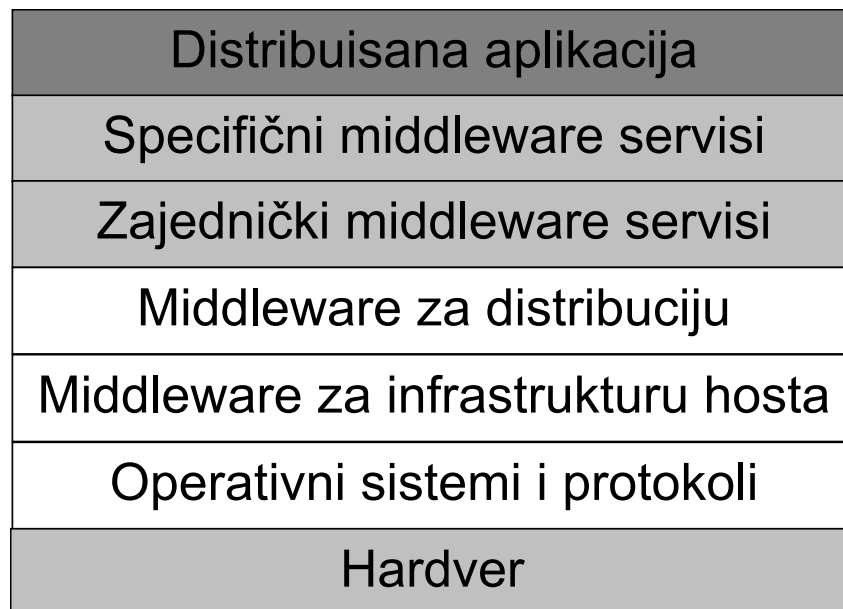 Distribuisana aplikacija
Specifični middleware servisi
Zajednički middleware servisi
Middleware za distribuciju
Middleware za infrastrukturu hosta
Operativni sistemi i protokoli
Hardver